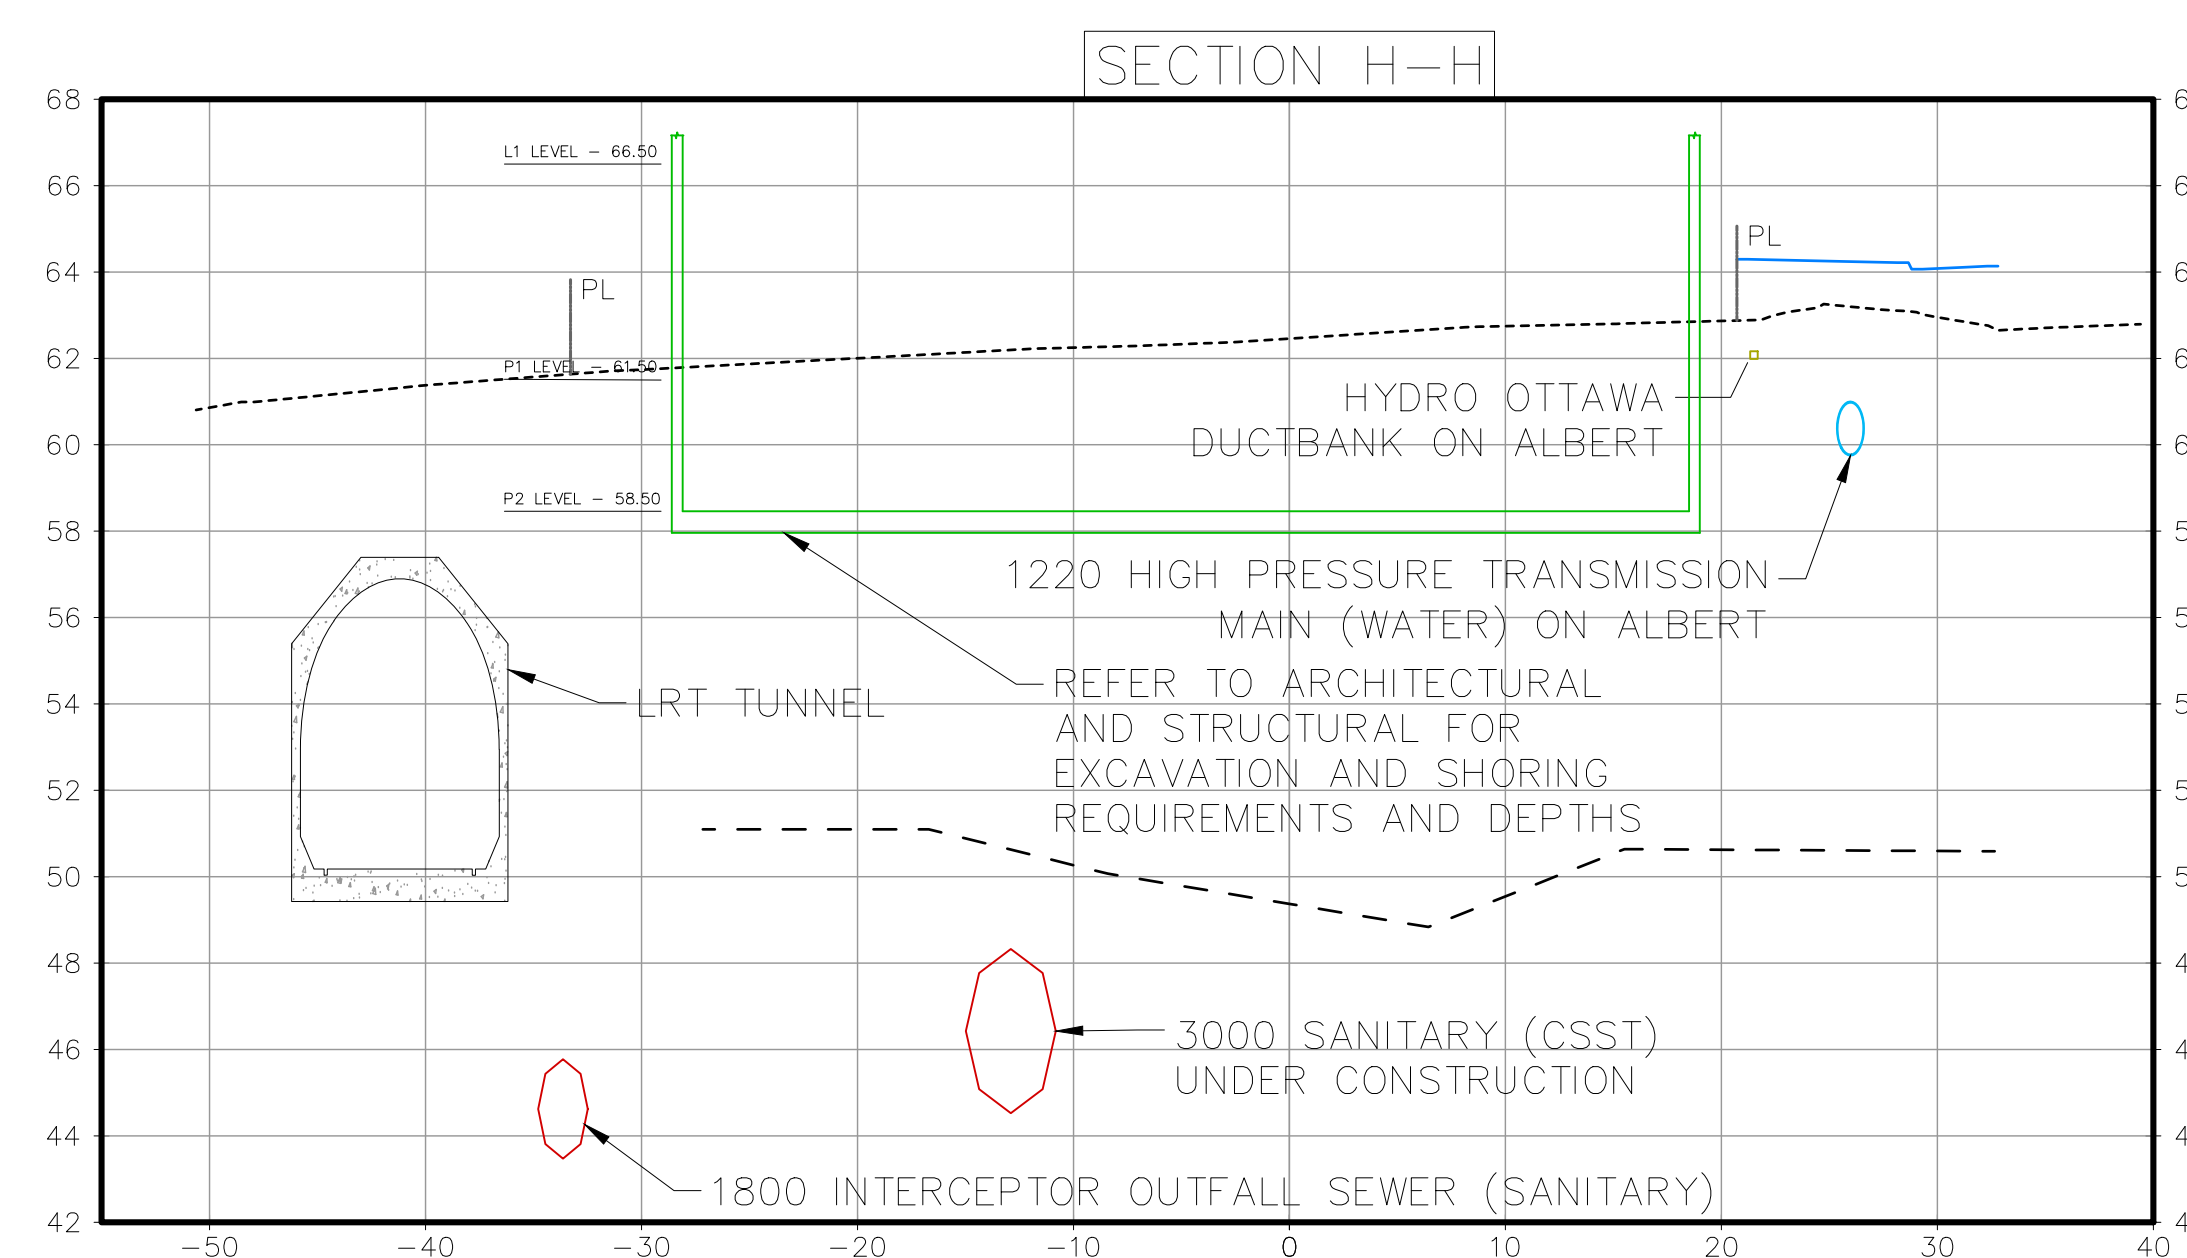 SECTION H-H
68
L1 LEVEL - 66.50
66
PL
64
PL
62
P1 LEVEL - 61.50
HYDRO OTTAWA
DUCTBANK ON ALBERT
60
P2 LEVEL - 58.50
58
1220 HIGH PRESSURE TRANSMISSION
MAIN (WATER) ON ALBERT
56
REFER TO ARCHITECTURAL
AND STRUCTURAL FOR
EXCAVATION AND SHORING
REQUIREMENTS AND DEPTHS
LRT TUNNEL
54
52
50
48
3000 SANITARY (CSST)
UNDER CONSTRUCTION
46
44
1800 INTERCEPTOR OUTFALL SEWER (SANITARY)
42
-50 -40 -30 -20 -10 0 10 20 30 40